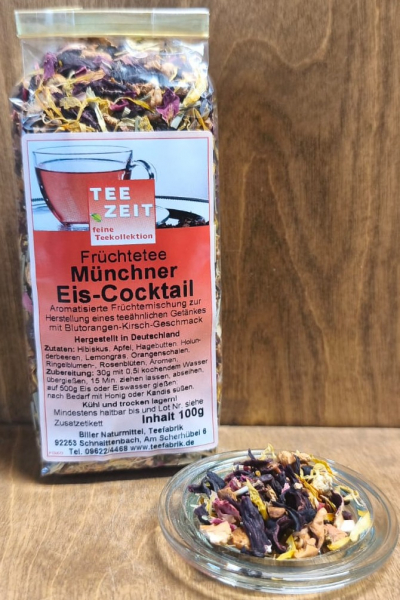 TEE
ZEIT
feine
Teekollektion
Früchtetee
Münchner
Eis-Cocktail
Aromatisierte Früchtemischung zur
Herstellung eines teeähnlichen Getänkes
mit Blutorangen-Kirsch-Geschmack
Hergestellt in Deutschland
Zutaten: Hibiskus, Apfel, Hagebutten, Holun-
derbeeren, Lemongras, Orangenschalen,
Ringelblumen-, Rosenblüten, Aromen,
Zubereitung: 30g mit 0,5l kochendem Wasser
übergießen, 15 Min. ziehen lassen, abseihen,
auf 500g Eis oder Eiswasser gießen,
nach Bedarf mit Honig oder Kandis süßen.
Kühl und trocken lagern!
Mindestens haltbar bis und Lot Nr. siehe
Zusatzetikett Inhalt 100g
Biller Naturmittel, Teefabrik
92253 Schnaittenbach, Am Scherhübel 6
Tel. 09622/4468 www.teefabrik.de